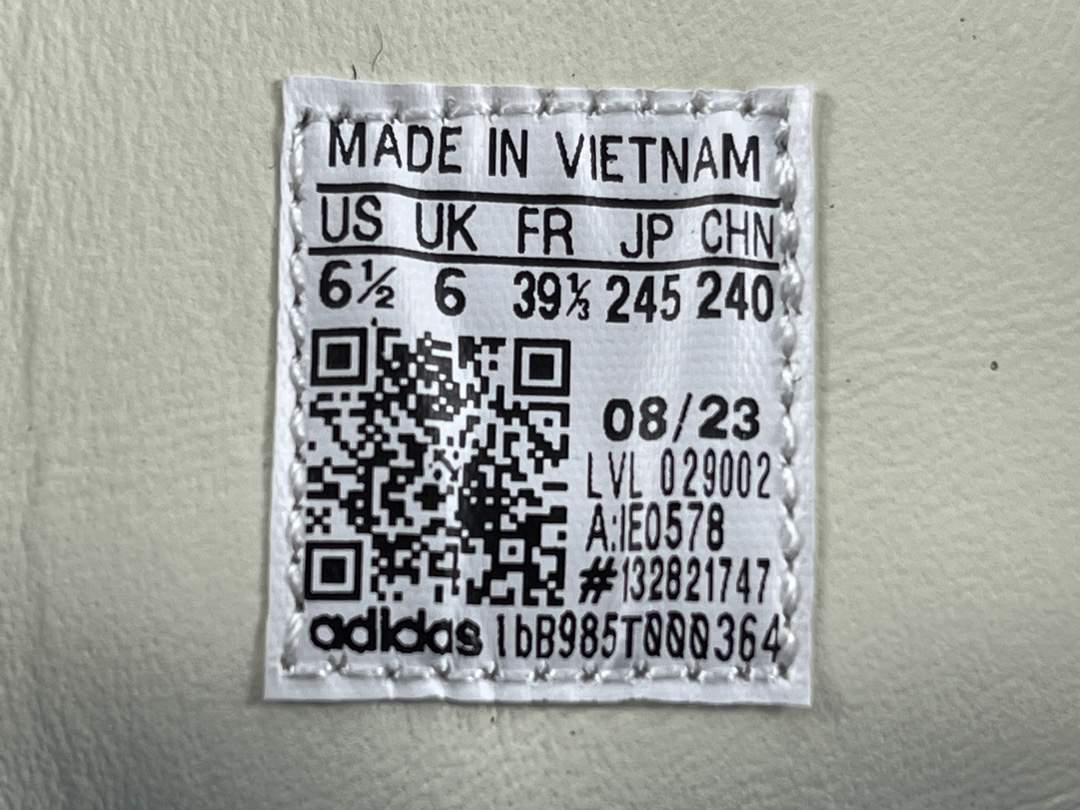 MADE IN VIETNAM
US UK FR JP CHN
6½ 6 39⅓ 245 240
08/23
LVL 029002
A:IE0578
#132821747
adidas lbB985T000364